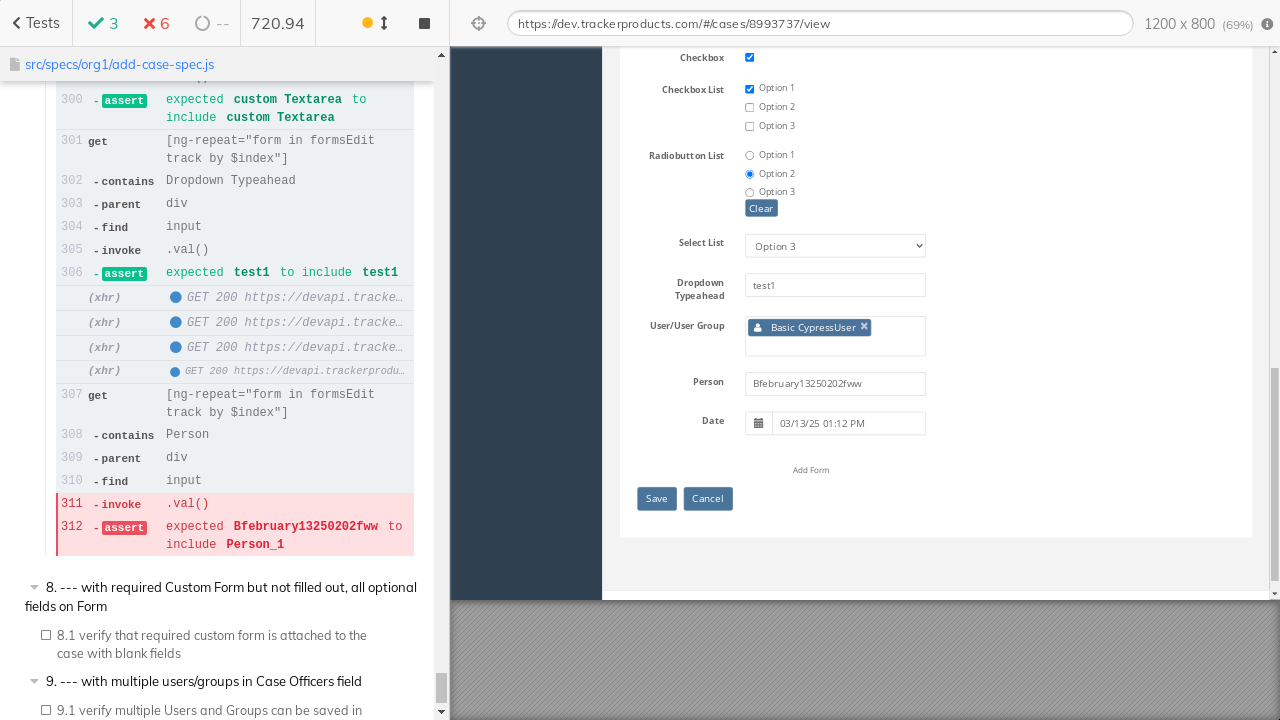 Tests
3
6
--
720.94
https://dev.trackerproducts.com/#/cases/8993737/view
1200 x 800 (69%)
src/specs/org1/add-case-spec.js
300 - assert expected custom Textarea to
include custom Textarea
301 get [ng-repeat="form in formsEdit
track by $index"]
302 - contains Dropdown Typeahead
303 - parent div
304 - find input
305 - invoke .val()
306 - assert expected test1 to include test1
(xhr) GET 200 https://devapi.tracke…
(xhr) GET 200 https://devapi.tracke…
(xhr) GET 200 https://devapi.tracke…
(xhr) GET 200 https://devapi.trackerprodu…
307 get [ng-repeat="form in formsEdit
track by $index"]
308 - contains Person
309 - parent div
310 - find input
311 - invoke .val()
312 - assert expected Bfebruary13250202fww to
include Person_1
8. --- with required Custom Form but not filled out, all optional
fields on Form
8.1 verify that required custom form is attached to the
case with blank fields
9. --- with multiple users/groups in Case Officers field
9.1 verify multiple Users and Groups can be saved in
Checkbox
Checkbox List
Option 1
Option 2
Option 3
Radiobutton List
Option 1
Option 2
Option 3
Clear
Select List
Option 3
Dropdown
Typeahead
test1
User/User Group
Basic CypressUser
Person
Bfebruary13250202fww
Date
03/13/25 01:12 PM
Add Form
Save
Cancel